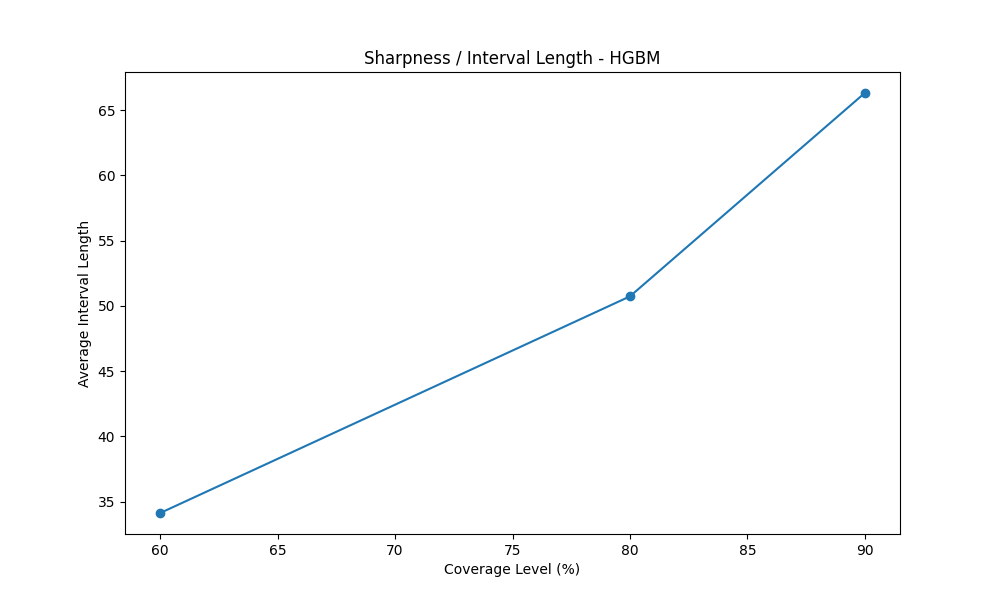 Sharpness / Interval Length - HGBM
Average Interval Length
65
60
55
50
45
40
35
60 65 70 75 80 85 90
Coverage Level (%)